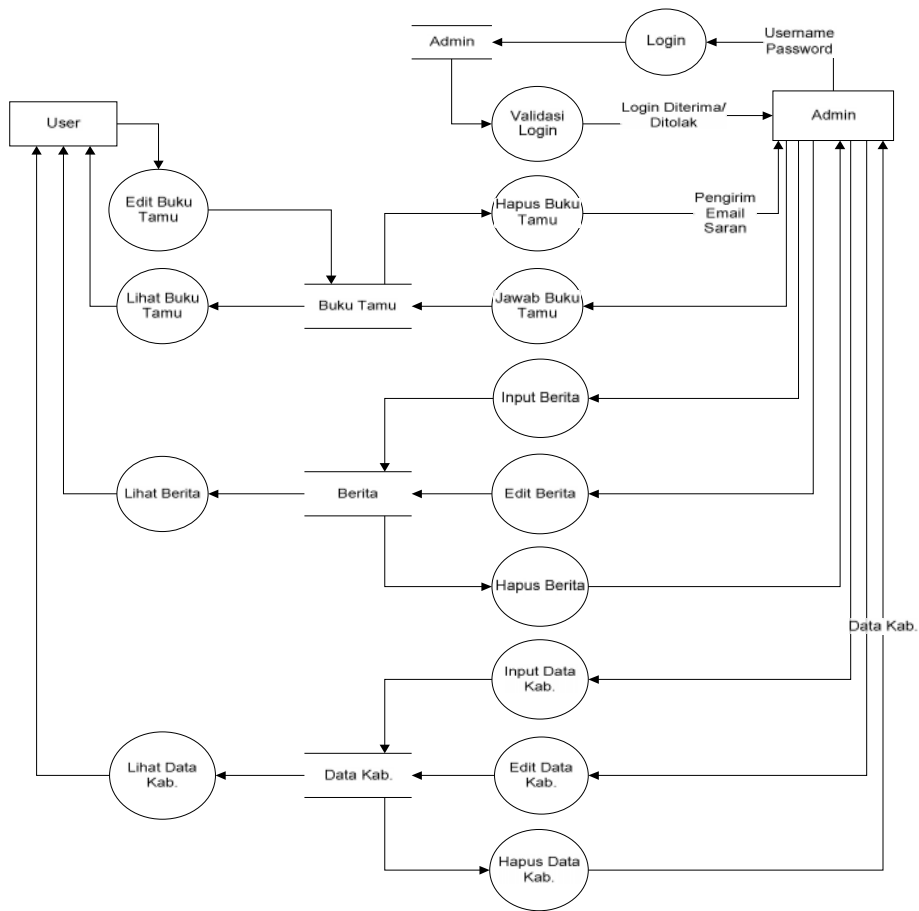 Admin
Login
Username
Password
User
Validasi
Login
Login Diterima/
Ditolak
Admin
Edit Buku
Tamu
Hapus Buku
Tamu
Pengirim
Email
Saran
Lihat Buku
Tamu
Buku Tamu
Jawab Buku
Tamu
Input Berita
Lihat Berita
Berita
Edit Berita
Hapus Berita
Data Kab.
Input Data
Kab.
Lihat Data
Kab.
Data Kab.
Edit Data
Kab.
Hapus Data
Kab.